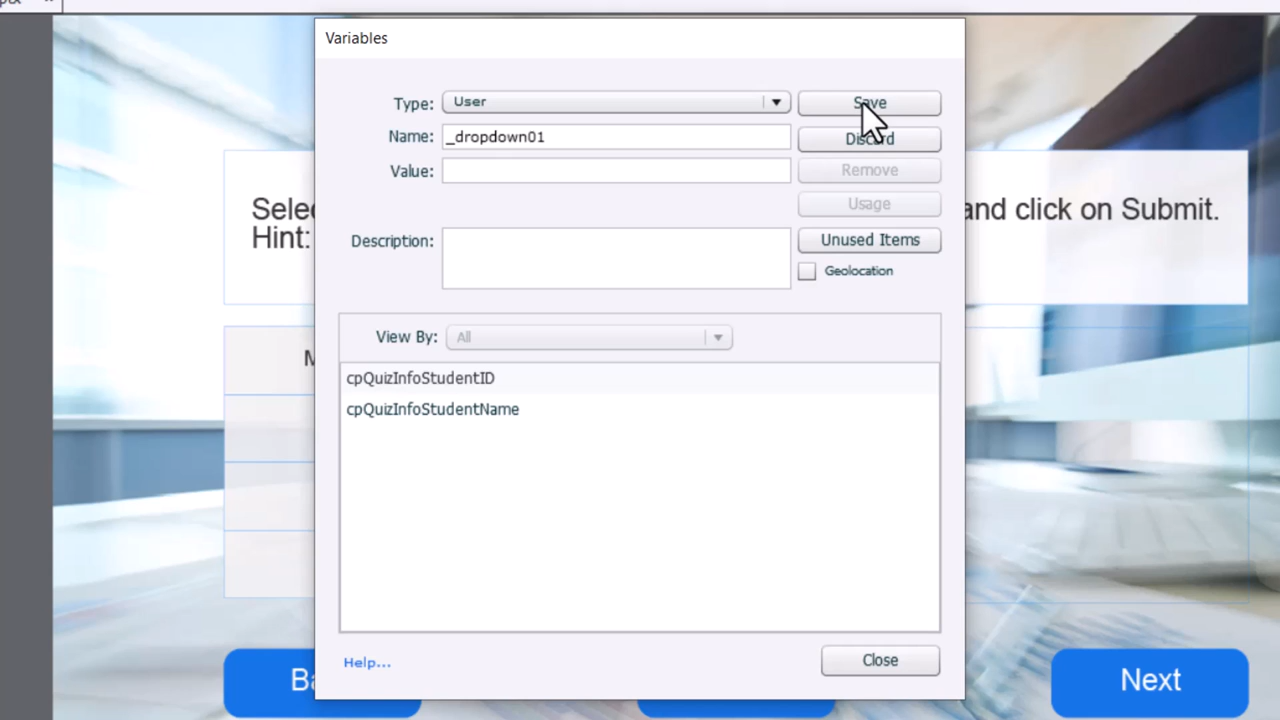 Variables
Type: User
Save
Name: _dropdown01
Discard
Value:
Remove
Usage
Description:
Unused Items
Geolocation
and click on Submit.
Hint:
View By: All
cpQuizInfoStudentID
cpQuizInfoStudentName
Help...
Close
Next